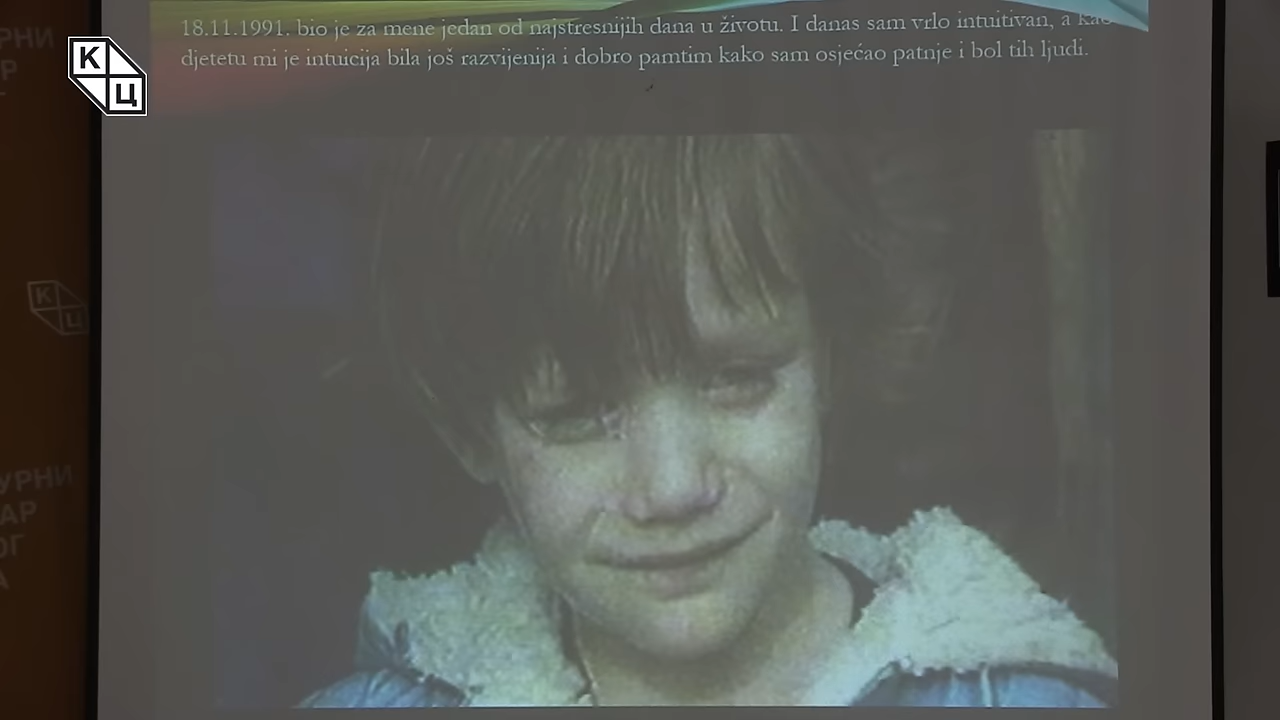 18.11.1991. bio je za mene jedan od najstresnijih dana u životu. I danas sam vrlo intuitivan, a kao
djetetu mi je intuicija bila još razvijenija i dobro pamtim kako sam osjećao patnje i bol tih ljudi.
К
Ц
К
Ц